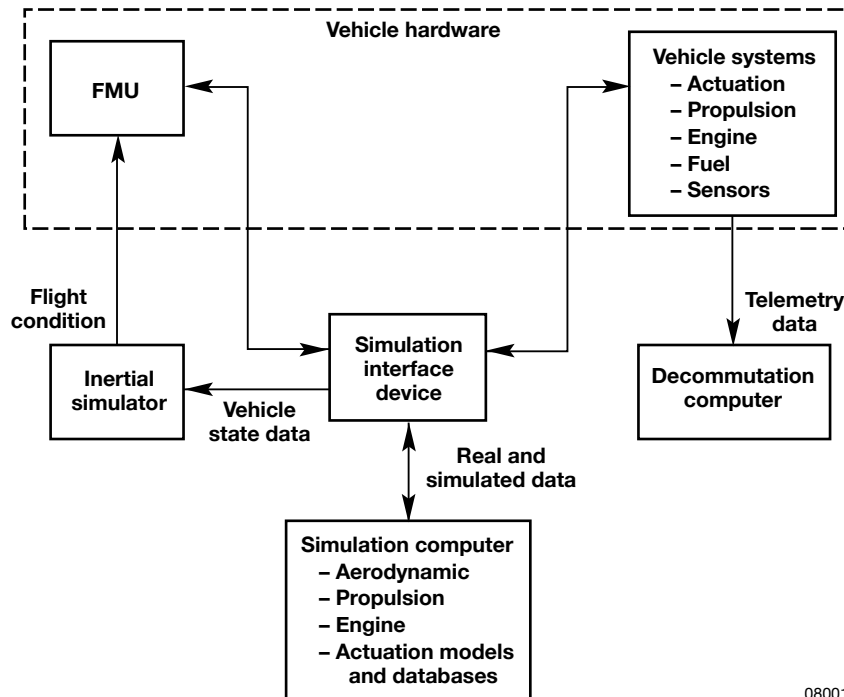 Vehicle hardware
FMU
Vehicle systems
– Actuation
– Propulsion
– Engine
– Fuel
– Sensors
Flight
condition
Telemetry
data
Simulation
interface
device
Inertial
simulator
Decommutation
computer
Vehicle
state data
Real and
simulated data
Simulation computer
– Aerodynamic
– Propulsion
– Engine
– Actuation models
and databases
08001